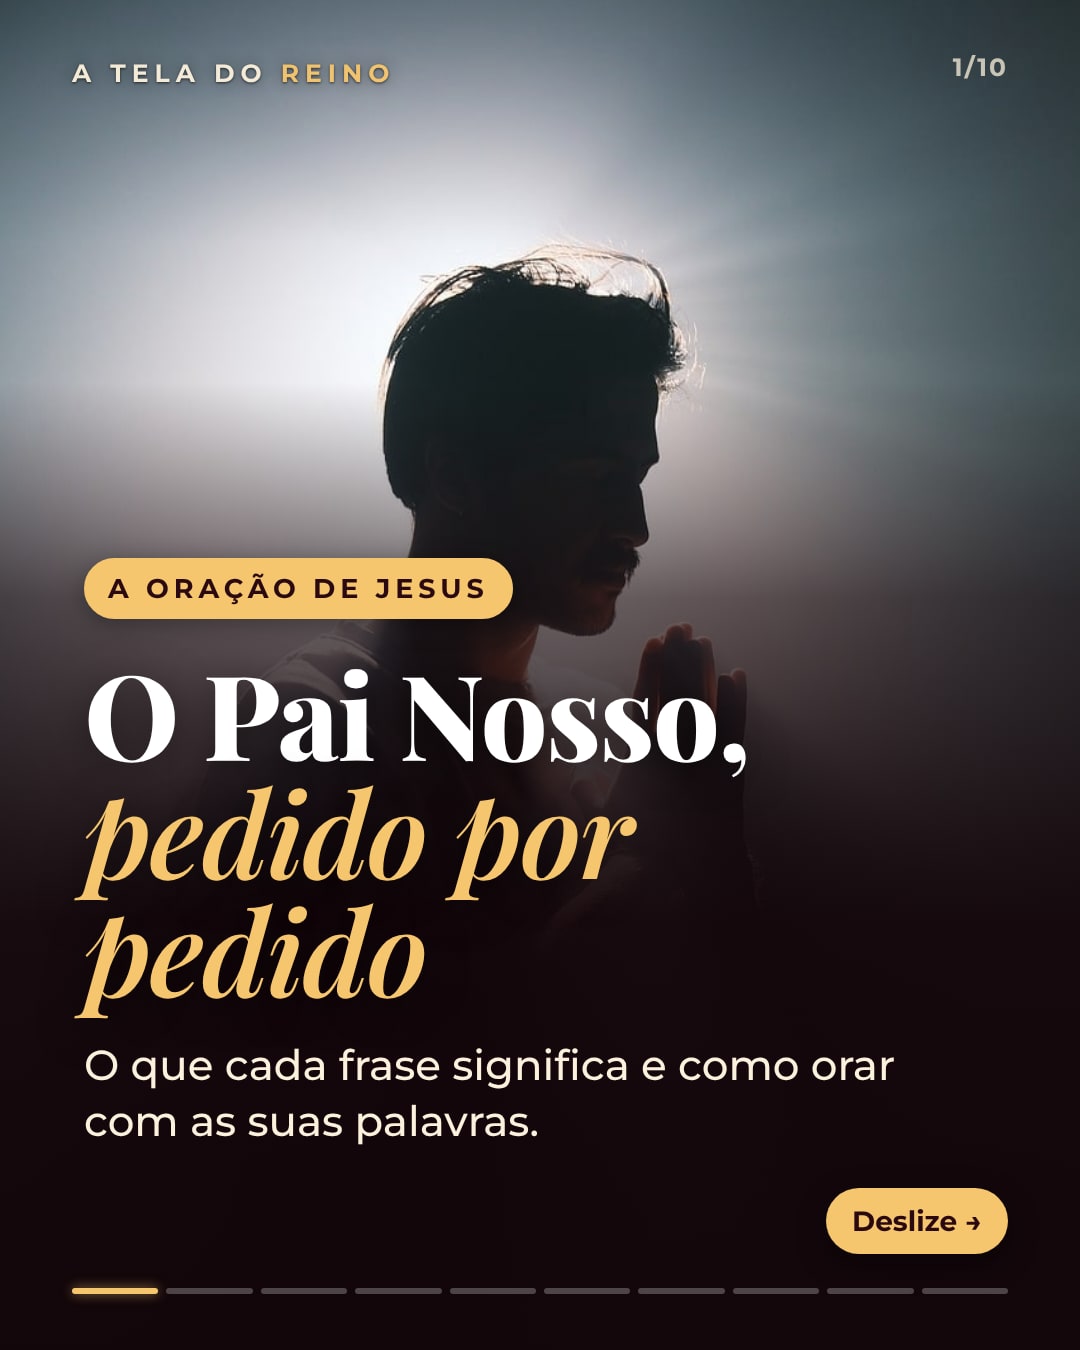 A TELA DO REINO
1/10
A ORAÇÃO DE JESUS
O Pai Nosso,
pedido por
pedido
O que cada frase significa e como orar
com as suas palavras.
Deslize →